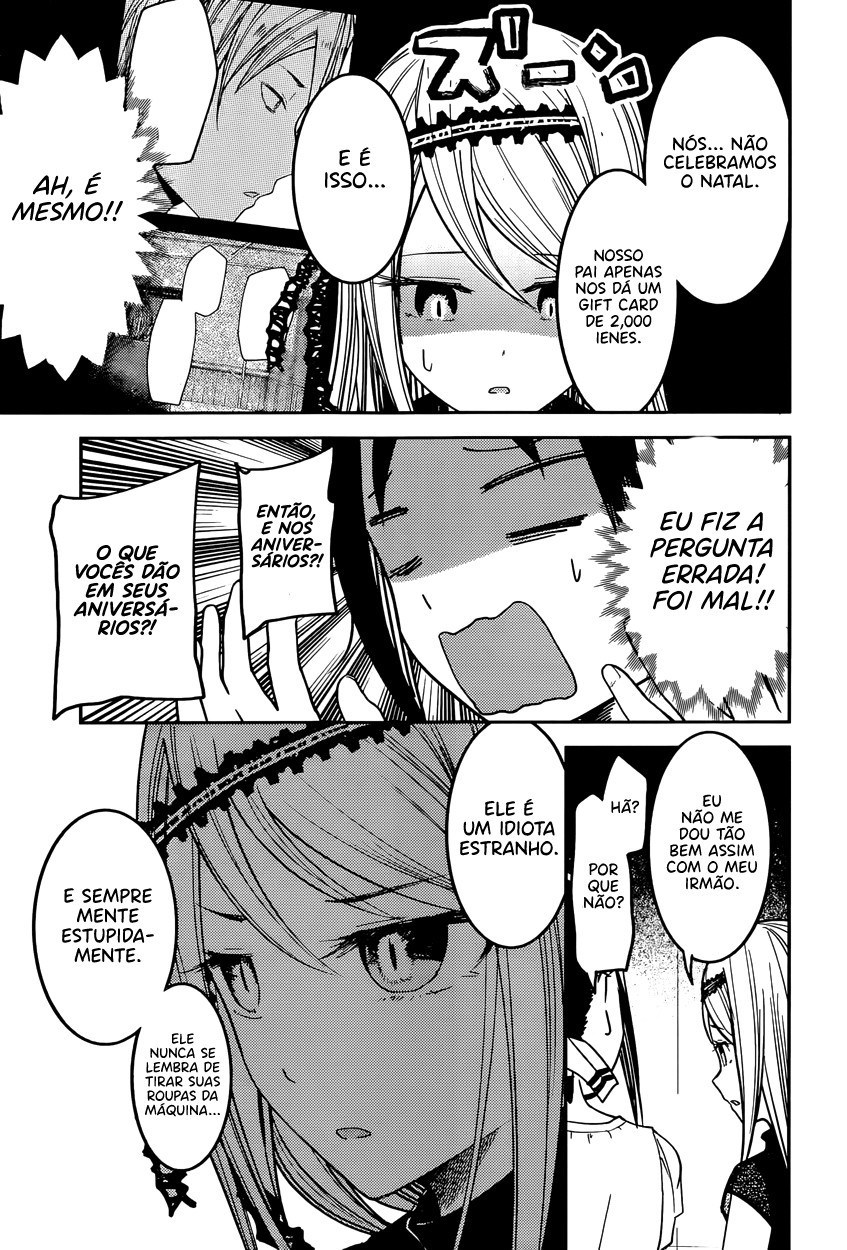 NÓS... NÃO
CELEBRAMOS
O NATAL.
NOSSO
PAI APENAS
NOS DÁ UM
GIFT CARD
DE 2,000
IENES.
ズーン
E É
ISSO...
AH, É
MESMO!!
EU FIZ A
PERGUNTA
ERRADA!
FOI MAL!!
ENTÃO,
E NOS
ANIVER-
SÁRIOS?!
O QUE
VOCÊS DÃO
EM SEUS
ANIVERSÁ-
RIOS?!
EU
NÃO ME
DOU TÃO
BEM ASSIM
COM O MEU
IRMÃO.
HÃ?
POR
QUE
NÃO?
ELE É
UM IDIOTA
ESTRANHO.
E SEMPRE
MENTE
ESTUPIDA-
MENTE.
ELE
NUNCA SE
LEMBRA DE
TIRAR SUAS
ROUPAS DA
MÁQUINA...